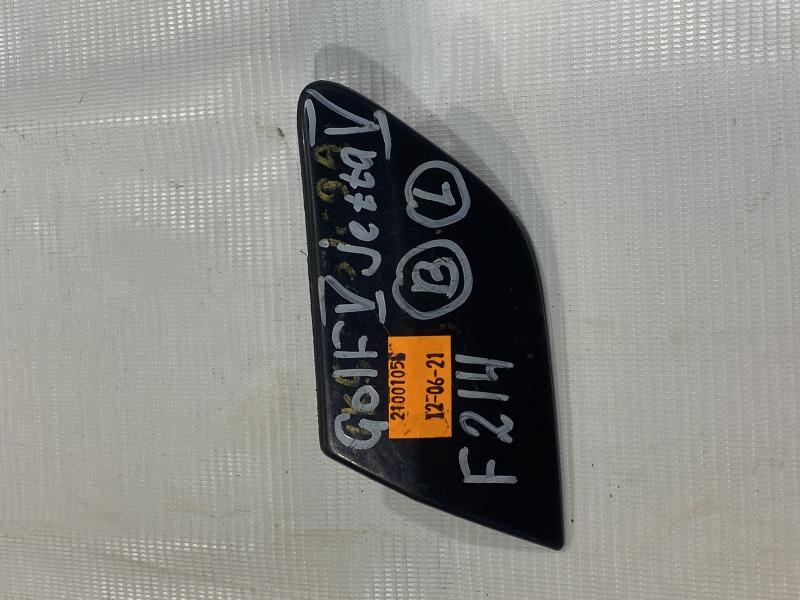 Golf V Jetta V
B L
21001058
12-06-21
F214